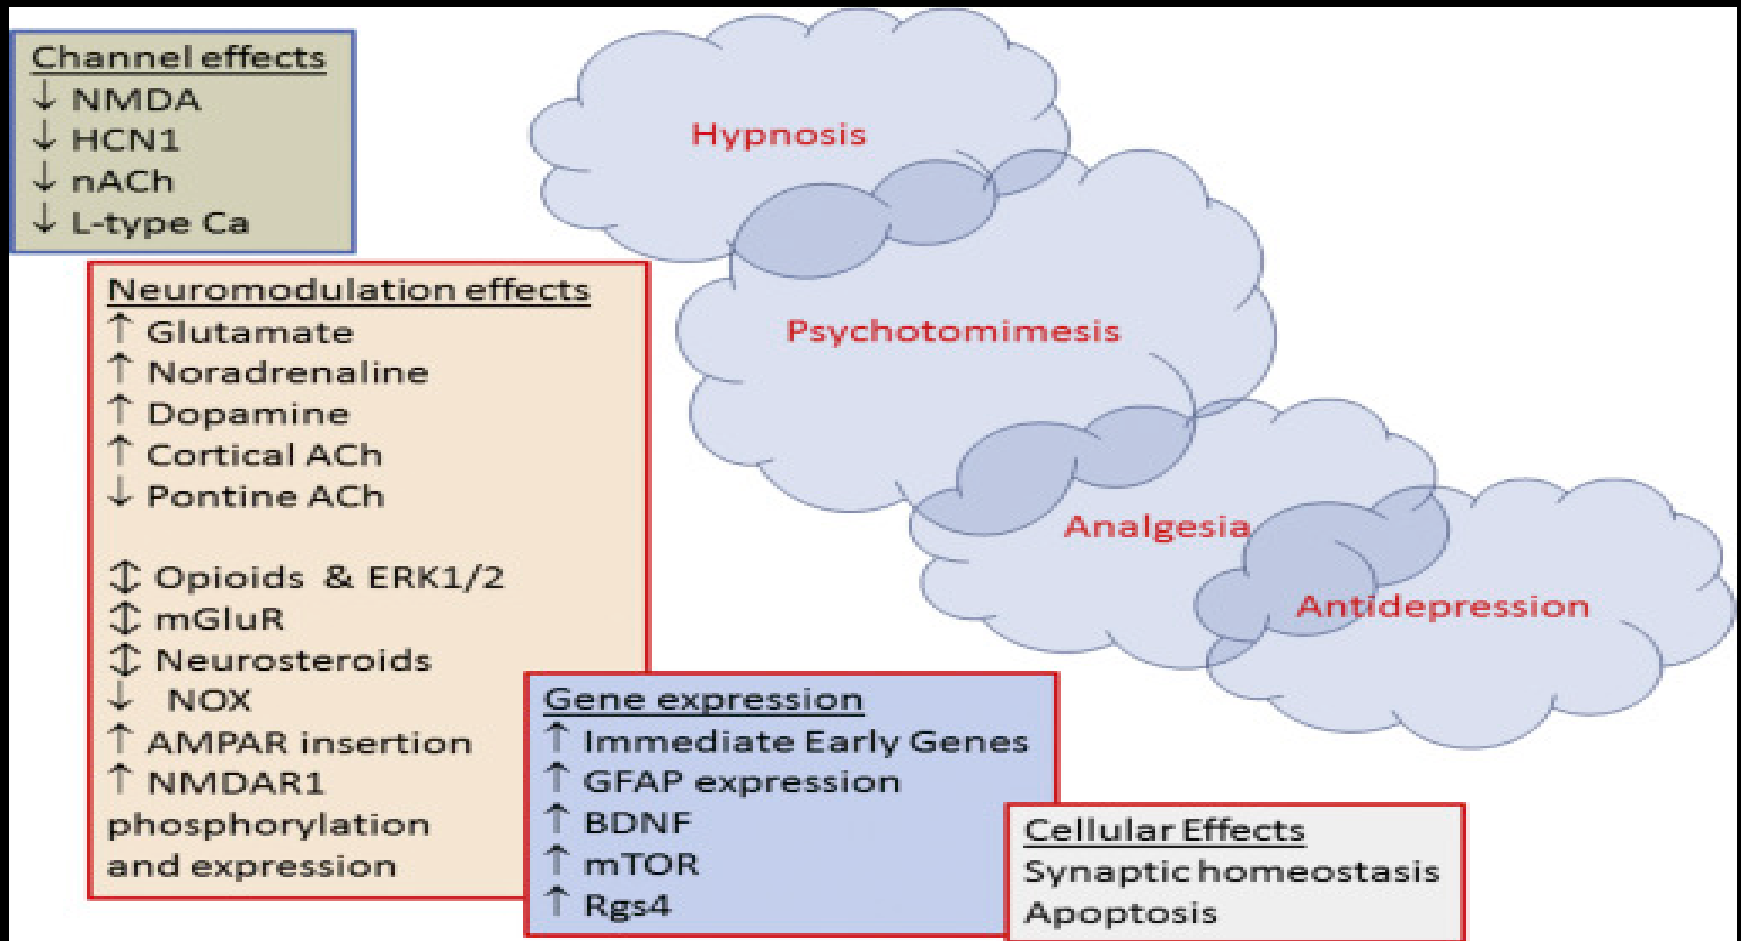 Channel effects
↓ NMDA
↓ HCN1
↓ nACh
↓ L-type Ca
Neuromodulation effects
↑ Glutamate
↑ Noradrenaline
↑ Dopamine
↑ Cortical ACh
↓ Pontine ACh
↕ Opioids & ERK1/2
↕ mGluR
↕ Neurosteroids
↓ NOX
↑ AMPAR insertion
↑ NMDAR1
phosphorylation
and expression
Gene expression
↑ Immediate Early Genes
↑ GFAP expression
↑ BDNF
↑ mTOR
↑ Rgs4
Cellular Effects
Synaptic homeostasis
Apoptosis
Hypnosis
Psychotomimesis
Analgesia
Antidepression